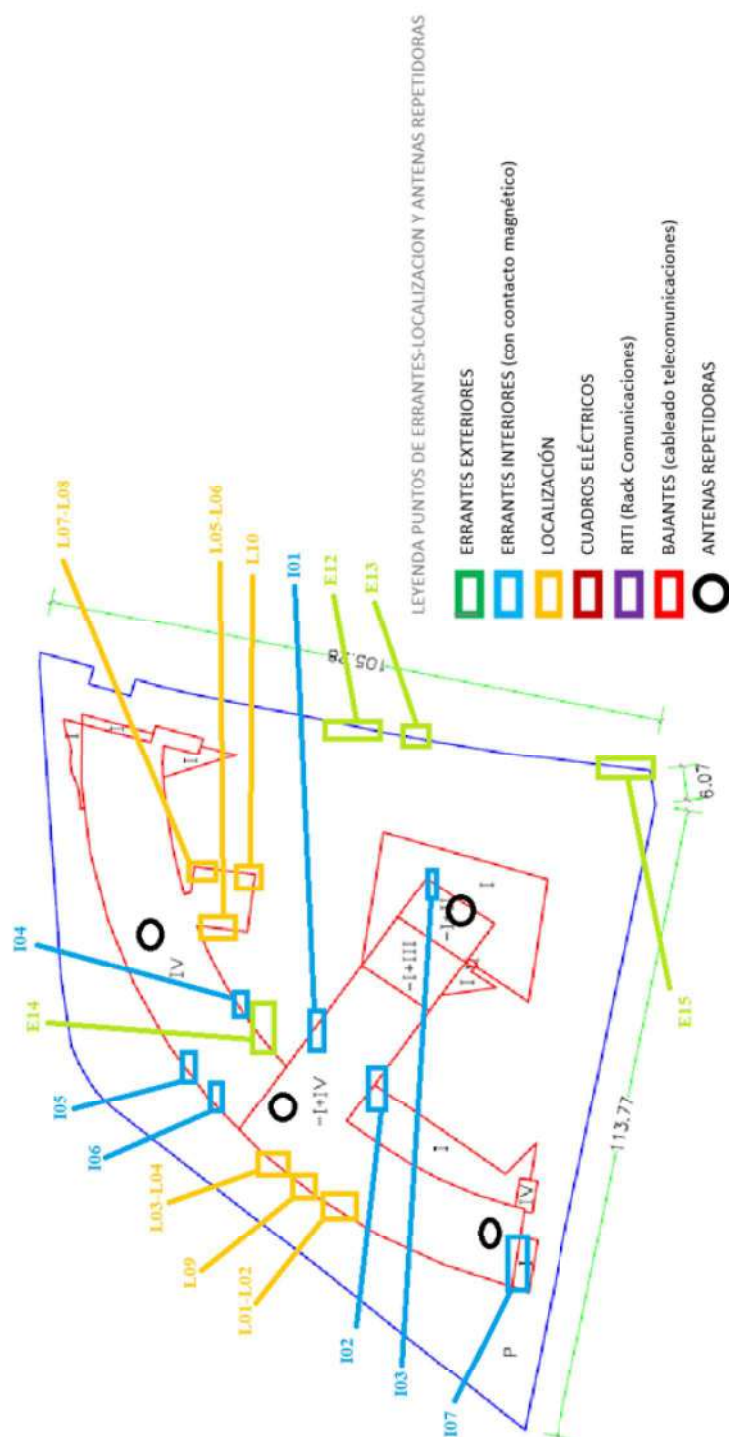 LEYENDA PUNTOS DE ERRANTES-LOCALIZACION Y ANTENAS REPETIDORAS
ERRANTES EXTERIORES
ERRANTES INTERIORES (con contacto magnético)
LOCALIZACIÓN
CUADROS ELÉCTRICOS
RITI (Rack Comunicaciones)
BAJANTES (cableado telecomunicaciones)
ANTENAS REPETIDORAS
L07-L08
L05-L06
L10
I01
E12
E13
I04
E14
I05
I06
L03-L04
L09
L01-L02
I02
I03
I07
E15
105.28
6.07
113.77
I
I
I
IV
-I+IV
-I+III
-I+II
I
I
I
IV
I
P